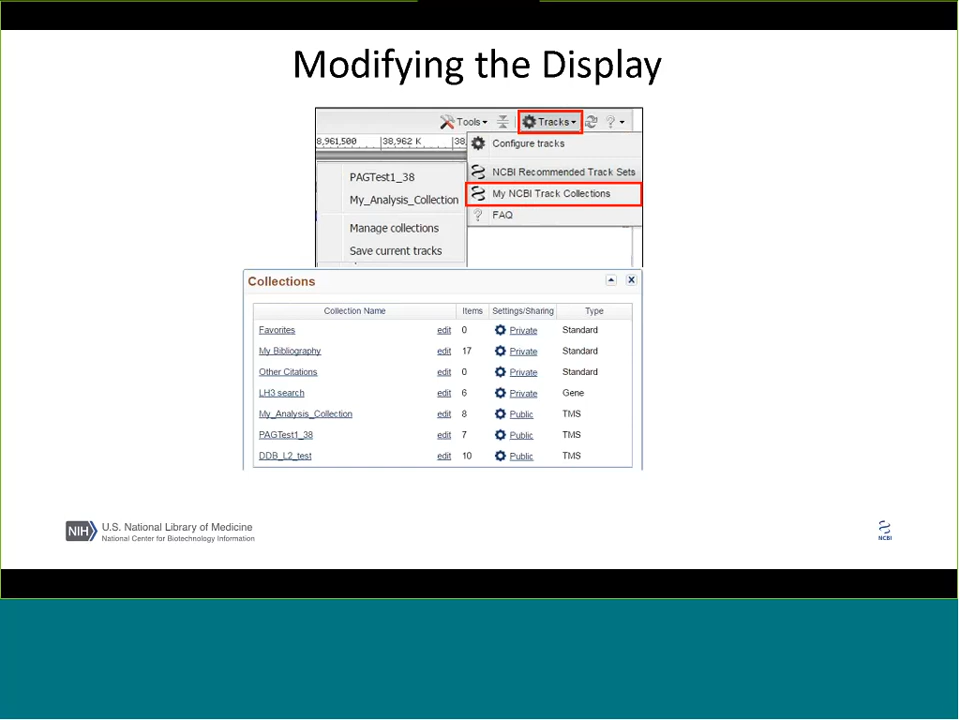 Modifying the Display
Tools Tracks ?
8,961,500 38,962 K 38,
Configure tracks
NCBI Recommended Track Sets
My NCBI Track Collections
? FAQ
PAGTest1_38
My_Analysis_Collection
Manage collections
Save current tracks
Collections
Collection Name Items Settings/Sharing Type
Favorites edit 0 Private Standard
My Bibliography edit 17 Private Standard
Other Citations edit 0 Private Standard
LH3 search edit 6 Private Gene
My_Analysis_Collection edit 8 Public TMS
PAGTest1_38 edit 7 Public TMS
DDB_L2_test edit 10 Public TMS
NIH U.S. National Library of Medicine
National Center for Biotechnology Information
NCBI